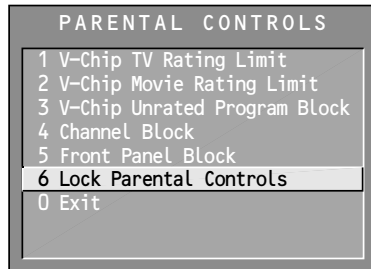 PARENTAL CONTROLS
1 V-Chip TV Rating Limit
2 V-Chip Movie Rating Limit
3 V-Chip Unrated Program Block
4 Channel Block
5 Front Panel Block
6 Lock Parental Controls
0 Exit